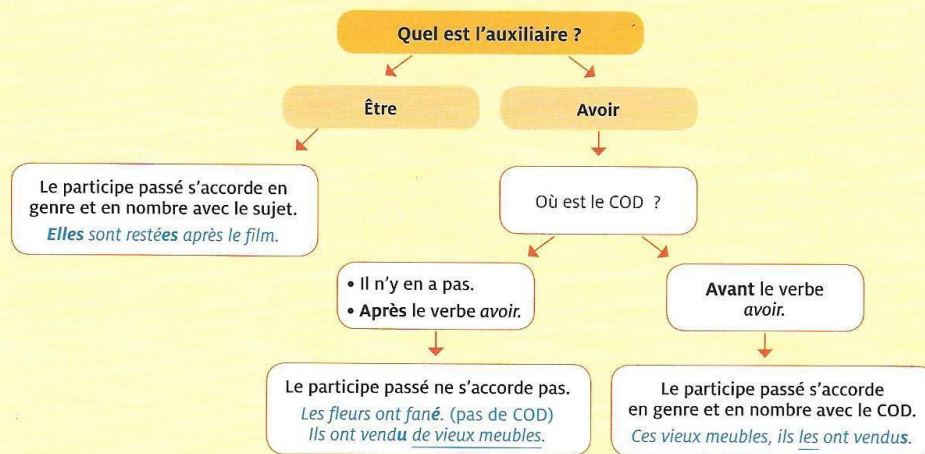 Quel est l'auxiliaire ?
Être
Avoir
Le participe passé s'accorde en
genre et en nombre avec le sujet.
Elles sont restées après le film.
Où est le COD ?
• Il n'y en a pas.
• Après le verbe avoir.
Avant le verbe
avoir.
Le participe passé ne s'accorde pas.
Les fleurs ont fané. (pas de COD)
Ils ont vendu de vieux meubles.
Le participe passé s'accorde
en genre et en nombre avec le COD.
Ces vieux meubles, ils les ont vendus.